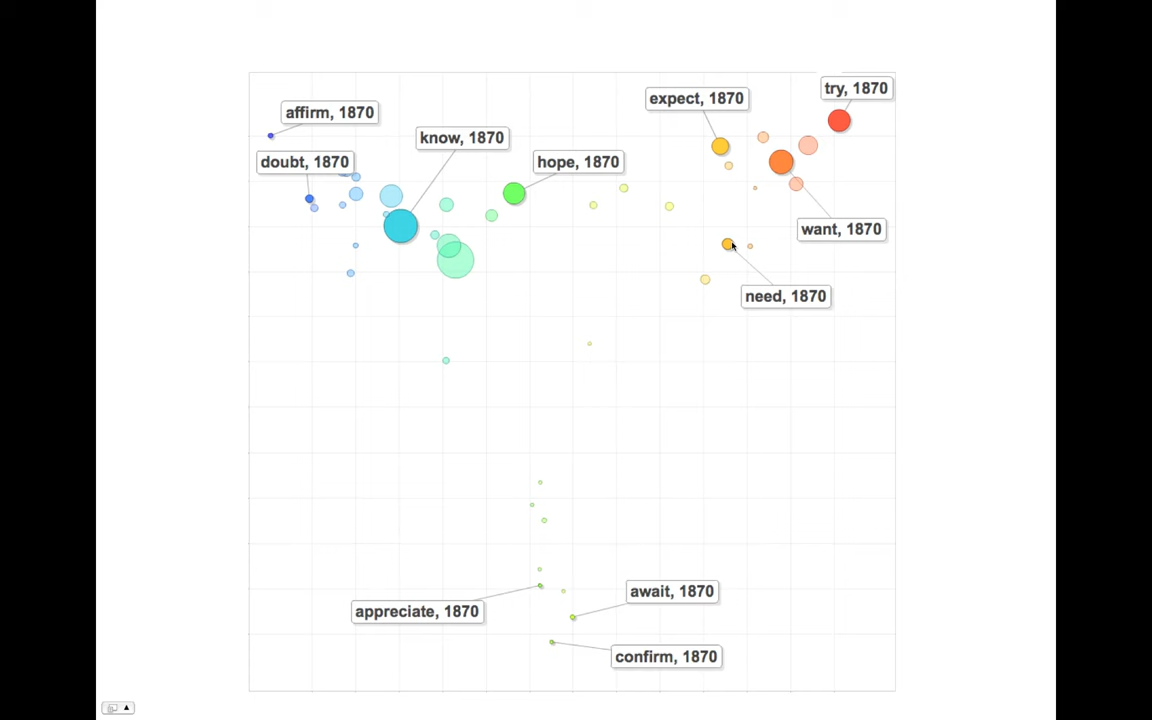 try, 1870
expect, 1870
affirm, 1870
know, 1870
doubt, 1870
hope, 1870
want, 1870
need, 1870
await, 1870
appreciate, 1870
confirm, 1870